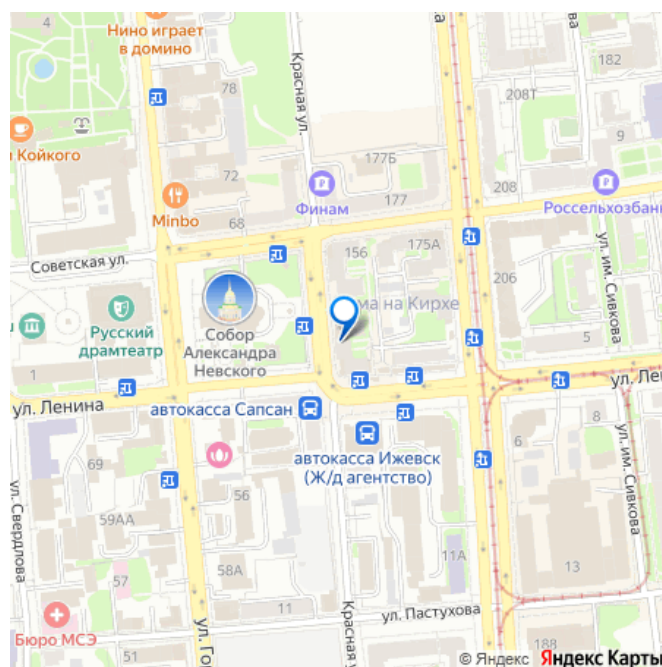 4
Нино играет
в домино
Красная ул.
182
78
208Т
9
Койкого
72
177Б
Финам
177
208
Minbo
68
Россельхозбанк
Советская ул.
156
175А
ул. им. Сивкова
206
ма на Кирхе
Русский
драмтеатр
Собор
Александра
Невского
5
1
ул. Ленина
автокасса Сапсан
ул. Ле
8
6
69
автокасса Ижевск
(Ж/д агентство)
ул. им. Сивкова
ул. Свердлова
56
59АА
11А
58А
57
13
11
ул. Пастухова
Бюро МСЭ
51
ул. Го
Красная у
188
© Яндекс Яндекс Карты